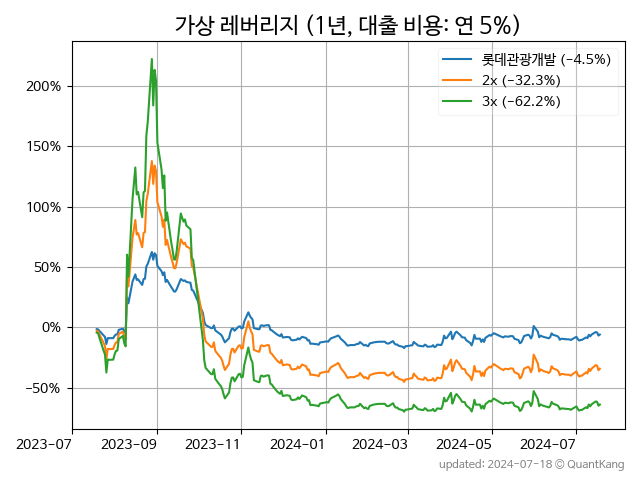 가상 레버리지 (1년, 대출 비용: 연 5%)
롯데관광개발 (−4.5%)
2x (−32.3%)
3x (−62.2%)
200%
150%
100%
50%
0%
−50%
2023-07 2023-09 2023-11 2024-01 2024-03 2024-05 2024-07
updated: 2024-07-18 © QuantKang